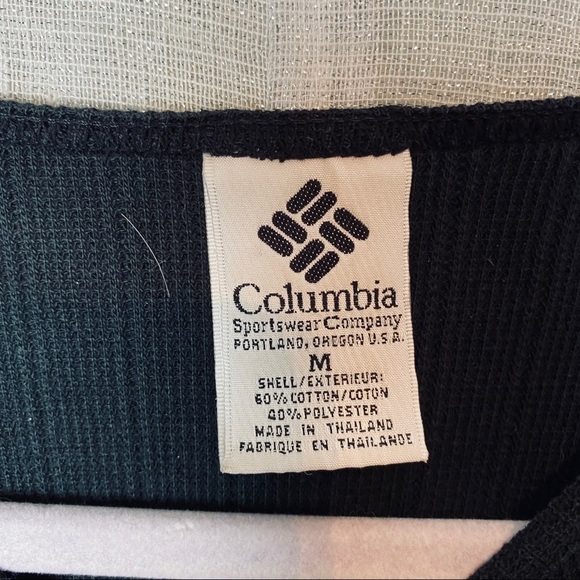 Columbia
Sportswear Company
PORTLAND, OREGON U.S.A.
M
SHELL/EXTERIEUR:
60% COTTON/COTON
40% POLYESTER
MADE IN THAILAND
FABRIQUE EN THAILANDE